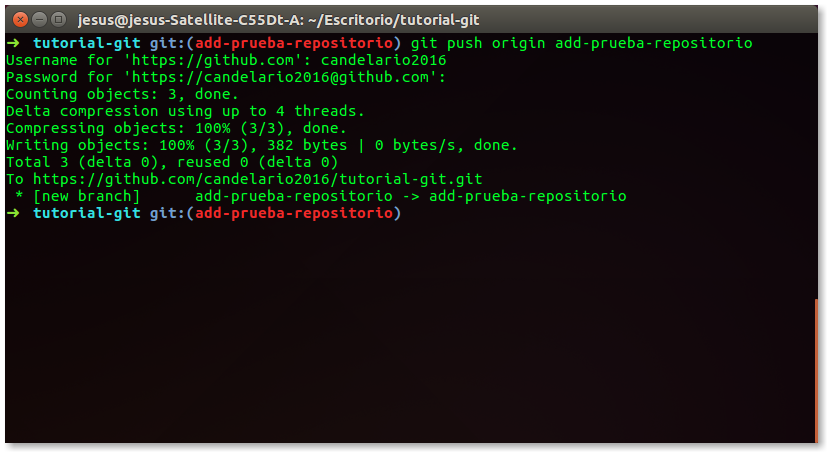 jesus@jesus-Satellite-C55Dt-A: ~/Escritorio/tutorial-git
➜  tutorial-git git:(add-prueba-repositorio) git push origin add-prueba-repositorio
Username for 'https://github.com': candelario2016
Password for 'https://candelario2016@github.com':
Counting objects: 3, done.
Delta compression using up to 4 threads.
Compressing objects: 100% (3/3), done.
Writing objects: 100% (3/3), 382 bytes | 0 bytes/s, done.
Total 3 (delta 0), reused 0 (delta 0)
To https://github.com/candelario2016/tutorial-git.git
 * [new branch]      add-prueba-repositorio -> add-prueba-repositorio
➜  tutorial-git git:(add-prueba-repositorio)